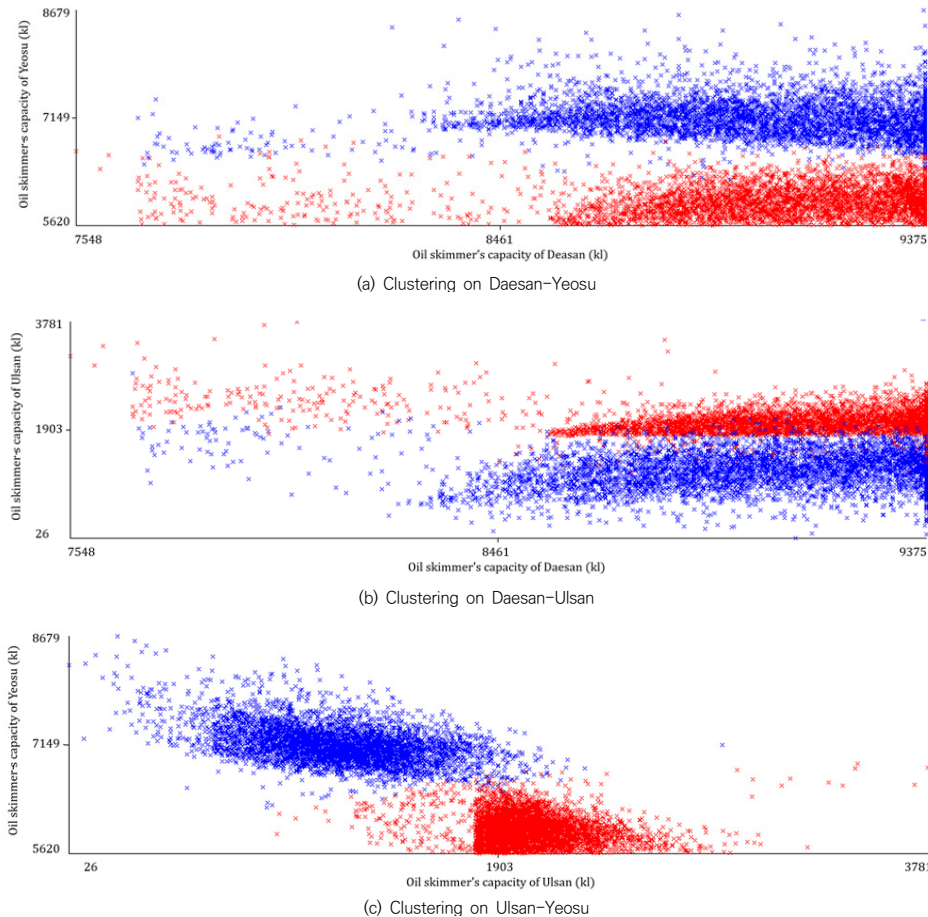 8679
Oil skimmer-s capacity of Yeosu (kl)
7149
5620
7548
8461
9375
Oil skimmer's capacity of Deasan (kl)
(a) Clustering on Daesan-Yeosu
3781
Oil skimmer-s capacity of Ulsan (kl)
1903
26
7548
8461
9375
Oil skimmer's capacity of Daesan (kl)
(b) Clustering on Daesan-Ulsan
8679
Oil skimmer-s capacity of Yeosu (kl)
7149
5620
26
1903
3781
Oil skimmer's capacity of Ulsan (kl)
(c) Clustering on Ulsan-Yeosu